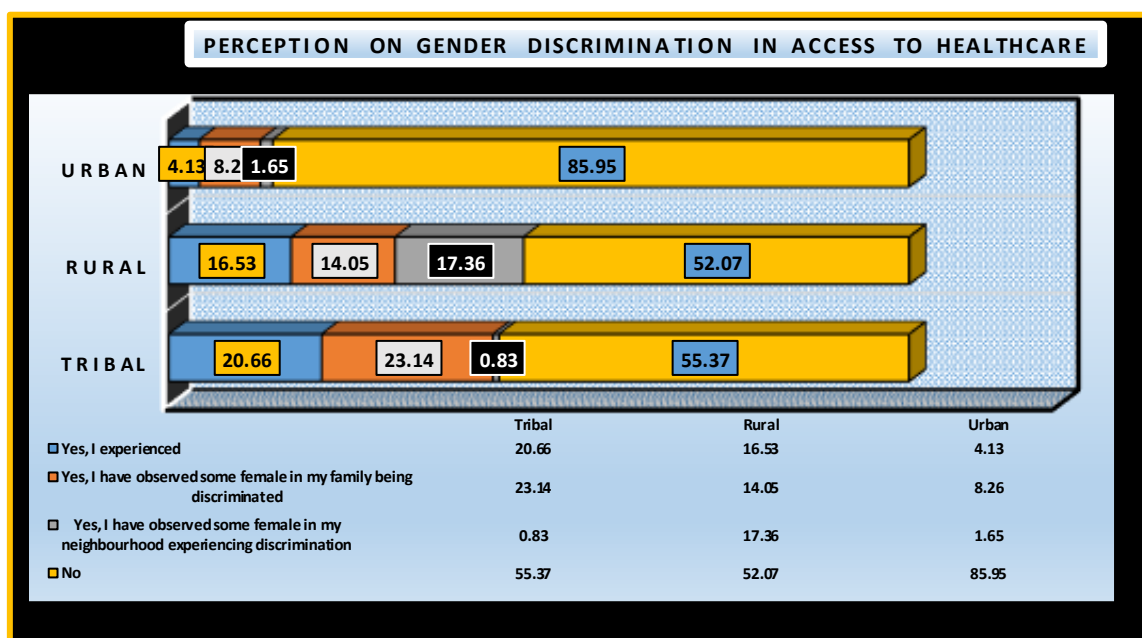 PERCEPTION ON GENDER DISCRIMINATION IN ACCESS TO HEALTHCARE
URBAN 4.13 8.2 1.65 85.95
RURAL 16.53 14.05 17.36 52.07
TRIBAL 20.66 23.14 0.83 55.37
Tribal Rural Urban
Yes, I experienced 20.66 16.53 4.13
Yes, I have observed some female in my family being
discriminated 23.14 14.05 8.26
Yes, I have observed some female in my
neighbourhood experiencing discrimination 0.83 17.36 1.65
No 55.37 52.07 85.95